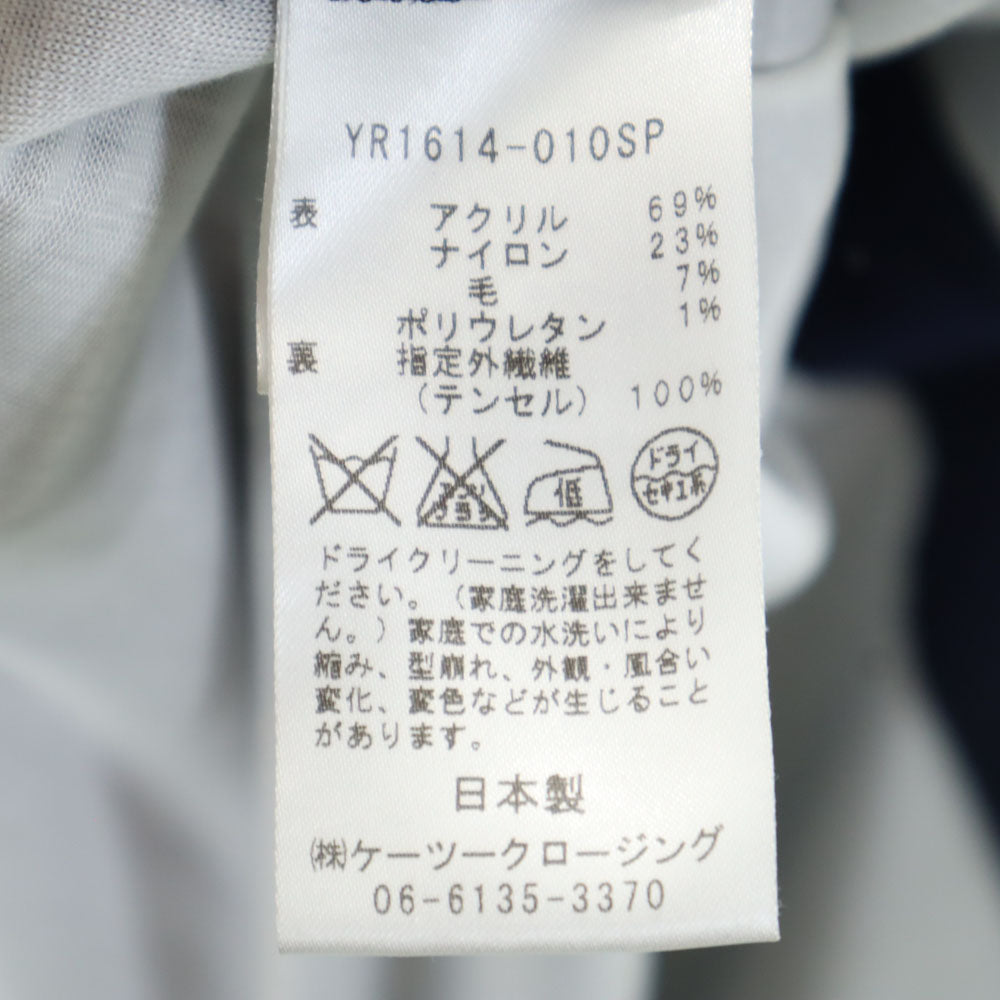 YR1614-010SP
表 アクリル 69%
ナイロン 23%
毛 7%
ポリウレタン 1%
裏 指定外繊維
(テンセル) 100%
エンソ
サラシ
低
ドライ
セキユ系
ドライクリーニングをしてく
ださい。(家庭洗濯出来ませ
ん。)家庭での水洗いにより
縮み、型崩れ、外観・風合い
変化、変色などが生じること
があります。
日本製
㈱ケーツークロージング
06-6135-3370